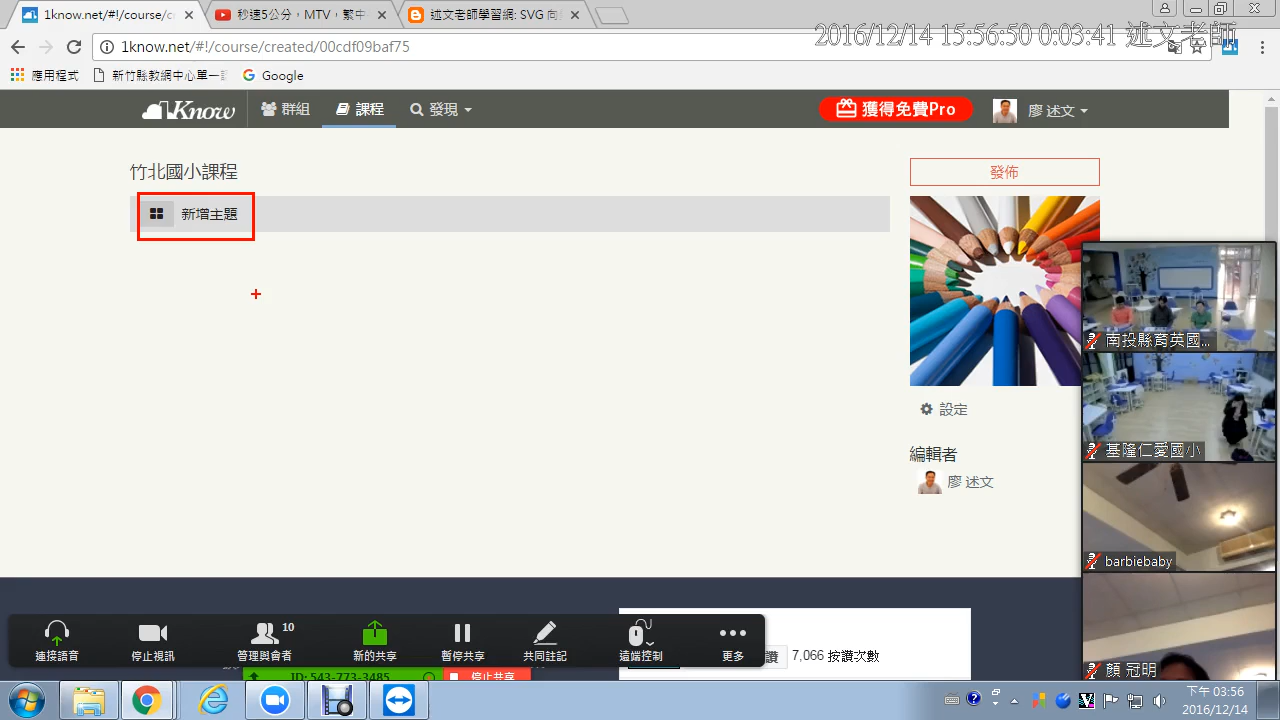 1know.net/#!/course/c
秒速5公分，MTV，繁中
述文老師學習網: SVG 向
1know.net/#!/course/created/00cdf09baf75
2016/12/14 15:56:50 0:03:41 述文老師
應用程式
新竹縣教網中心單一
Google
1Know
群組
課程
發現
獲得免費Pro
廖 述文
竹北國小課程
發佈
新增主題
設定
編輯者
廖 述文
南投縣育英國...
基隆仁愛國小
barbiebaby
顏 冠明
連接語音
停止視訊
管理與會者
10
新的共享
暫停共享
共同註記
遠端控制
更多
讚
7,066 按讚次數
ID: 543-773-3485
停止共享
下午 03:56
2016/12/14